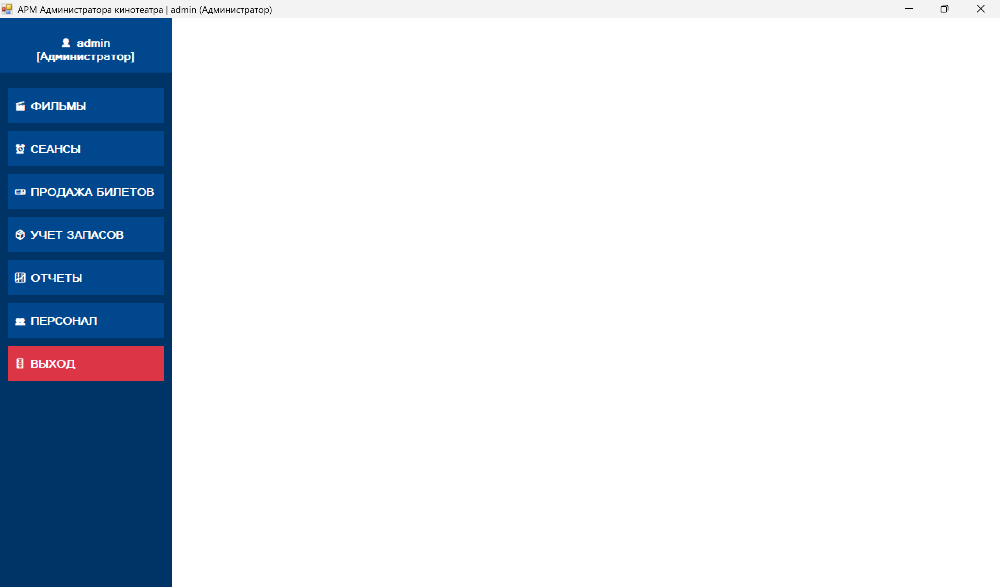 АРМ Администратора кинотеатра | admin (Администратор)
admin
[Администратор]
ФИЛЬМЫ
СЕАНСЫ
ПРОДАЖА БИЛЕТОВ
УЧЕТ ЗАПАСОВ
ОТЧЕТЫ
ПЕРСОНАЛ
ВЫХОД